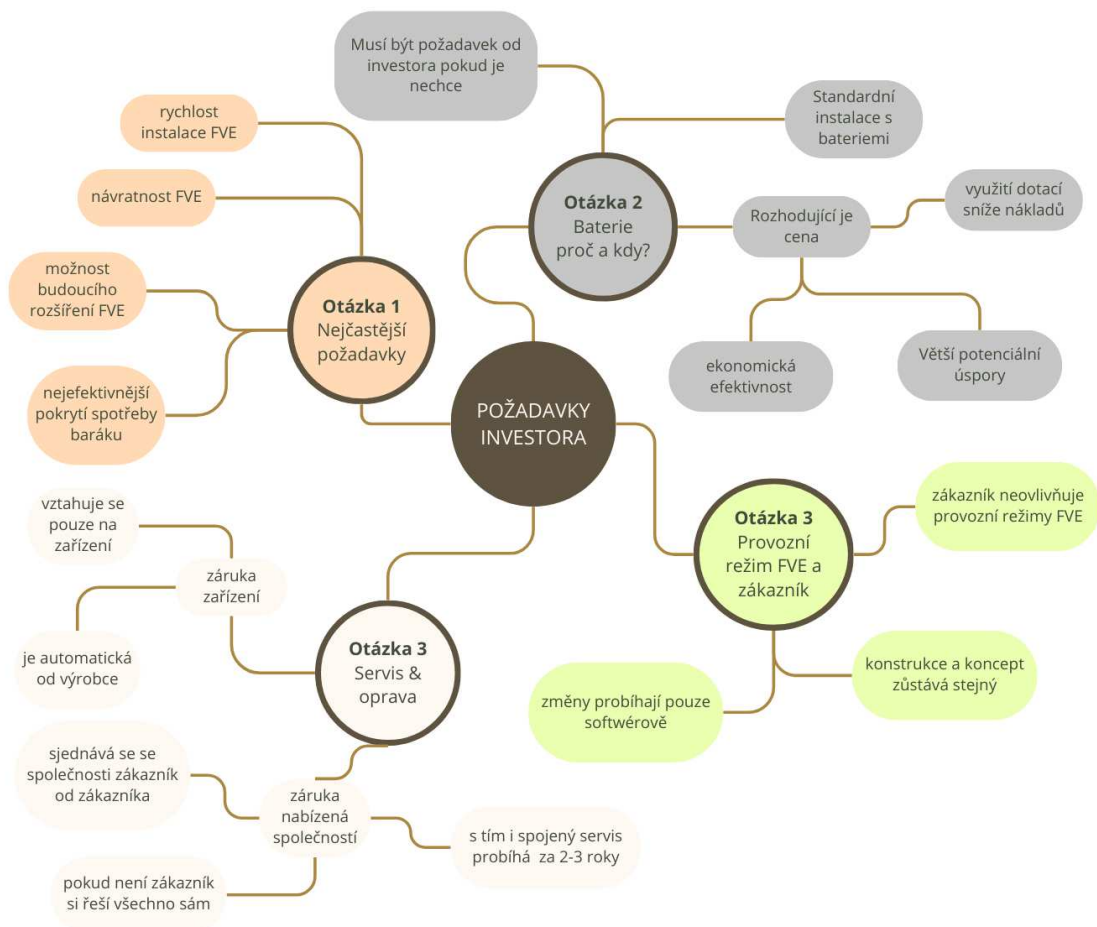 Musí být požadavek od
investora pokud je
nechce
Standardní
instalace s
bateriemi
rychlost
instalace FVE
návratnost FVE
Otázka 2
Baterie
proč a kdy?
Rozhodující je
cena
využití dotací
sníže nákladů
možnost
budoucího
rozšíření FVE
Otázka 1
Nejčastější
požadavky
ekonomická
efektivnost
Větší potenciální
úspory
nejefektivnější
pokrytí spotřeby
baráku
POŽADAVKY
INVESTORA
vztahuje se
pouze na
zařízení
záruka
zařízení
je automatická
od výrobce
Otázka 3
Servis &
oprava
Otázka 3
Provozní
režim FVE a
zákazník
zákazník neovlivňuje
provozní režimy FVE
konstrukce a koncept
zůstává stejný
změny probíhají pouze
softwérově
sjednává se se
společnosti zákazník
od zákazníka
záruka
nabízená
společností
s tím i spojený servis
probíhá za 2-3 roky
pokud není zákazník
si řeší všechno sám